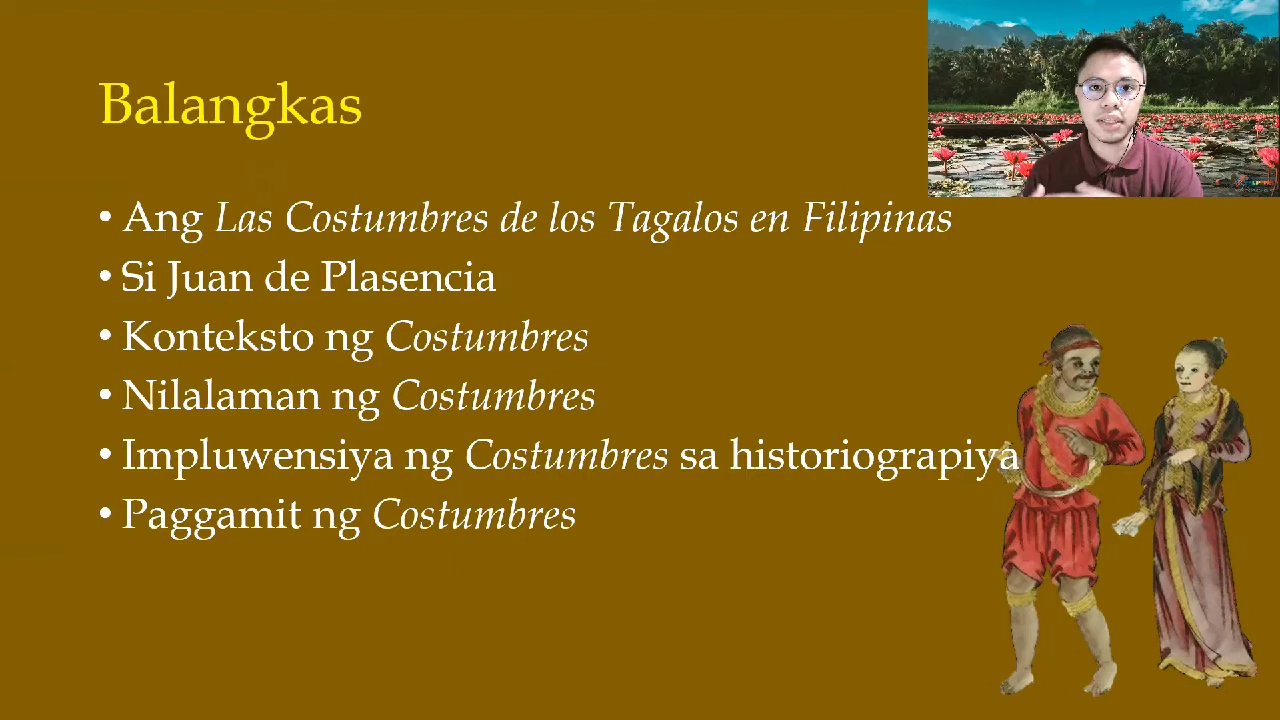 Balangkas
• Ang Las Costumbres de los Tagalos en Filipinas
• Si Juan de Plasencia
• Konteksto ng Costumbres
• Nilalaman ng Costumbres
• Impluwensiya ng Costumbres sa historiograpiya
• Paggamit ng Costumbres